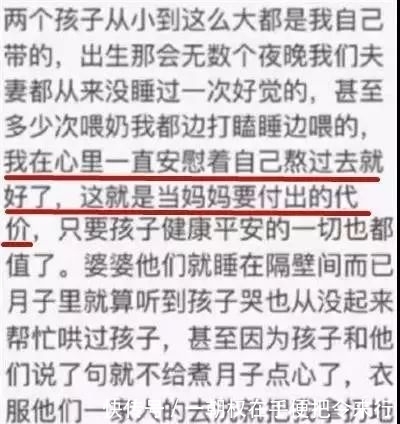 两个孩子从小到这么大都是我自己
带的，出生那会无数个夜晚我们夫
妻都从来没睡过一次好觉的，甚至
多少次喂奶我都边打瞌睡边喂的，
我在心里一直安慰着自己熬过去就
好了，这就是当妈妈要付出的代
价，只要孩子健康平安的一切也都
值了。婆婆他们就睡在隔壁间而已
月子里就算听到孩子哭也从没起来
帮忙哄过孩子，甚至因为孩子和他
们说了句就不给煮月子点心了，衣
服他们一家人的去洗就把